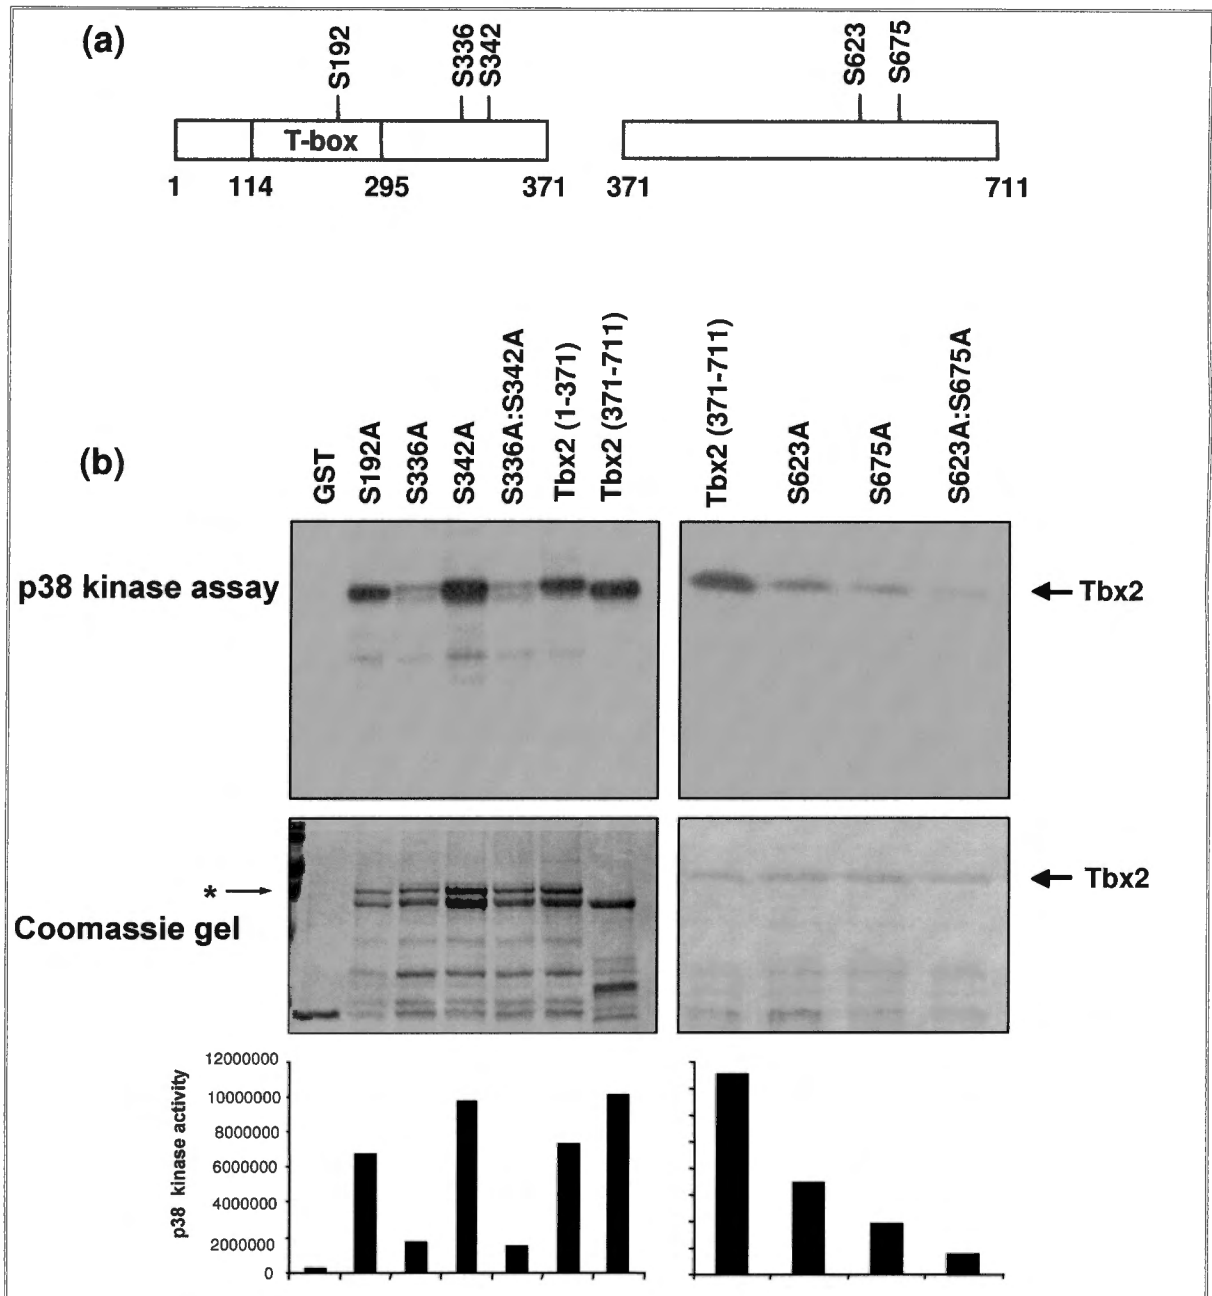 (a)
S192
S336
S342
S623
S675
T-box
1
114
295
371
371
711
(b)
GST
S192A
S336A
S342A
S336A:S342A
Tbx2 (1-371)
Tbx2 (371-711)
Tbx2 (371-711)
S623A
S675A
S623A:S675A
p38 kinase assay
Tbx2
*
Coomassie gel
Tbx2
p38 kinase activity
12000000
10000000
8000000
6000000
4000000
2000000
0